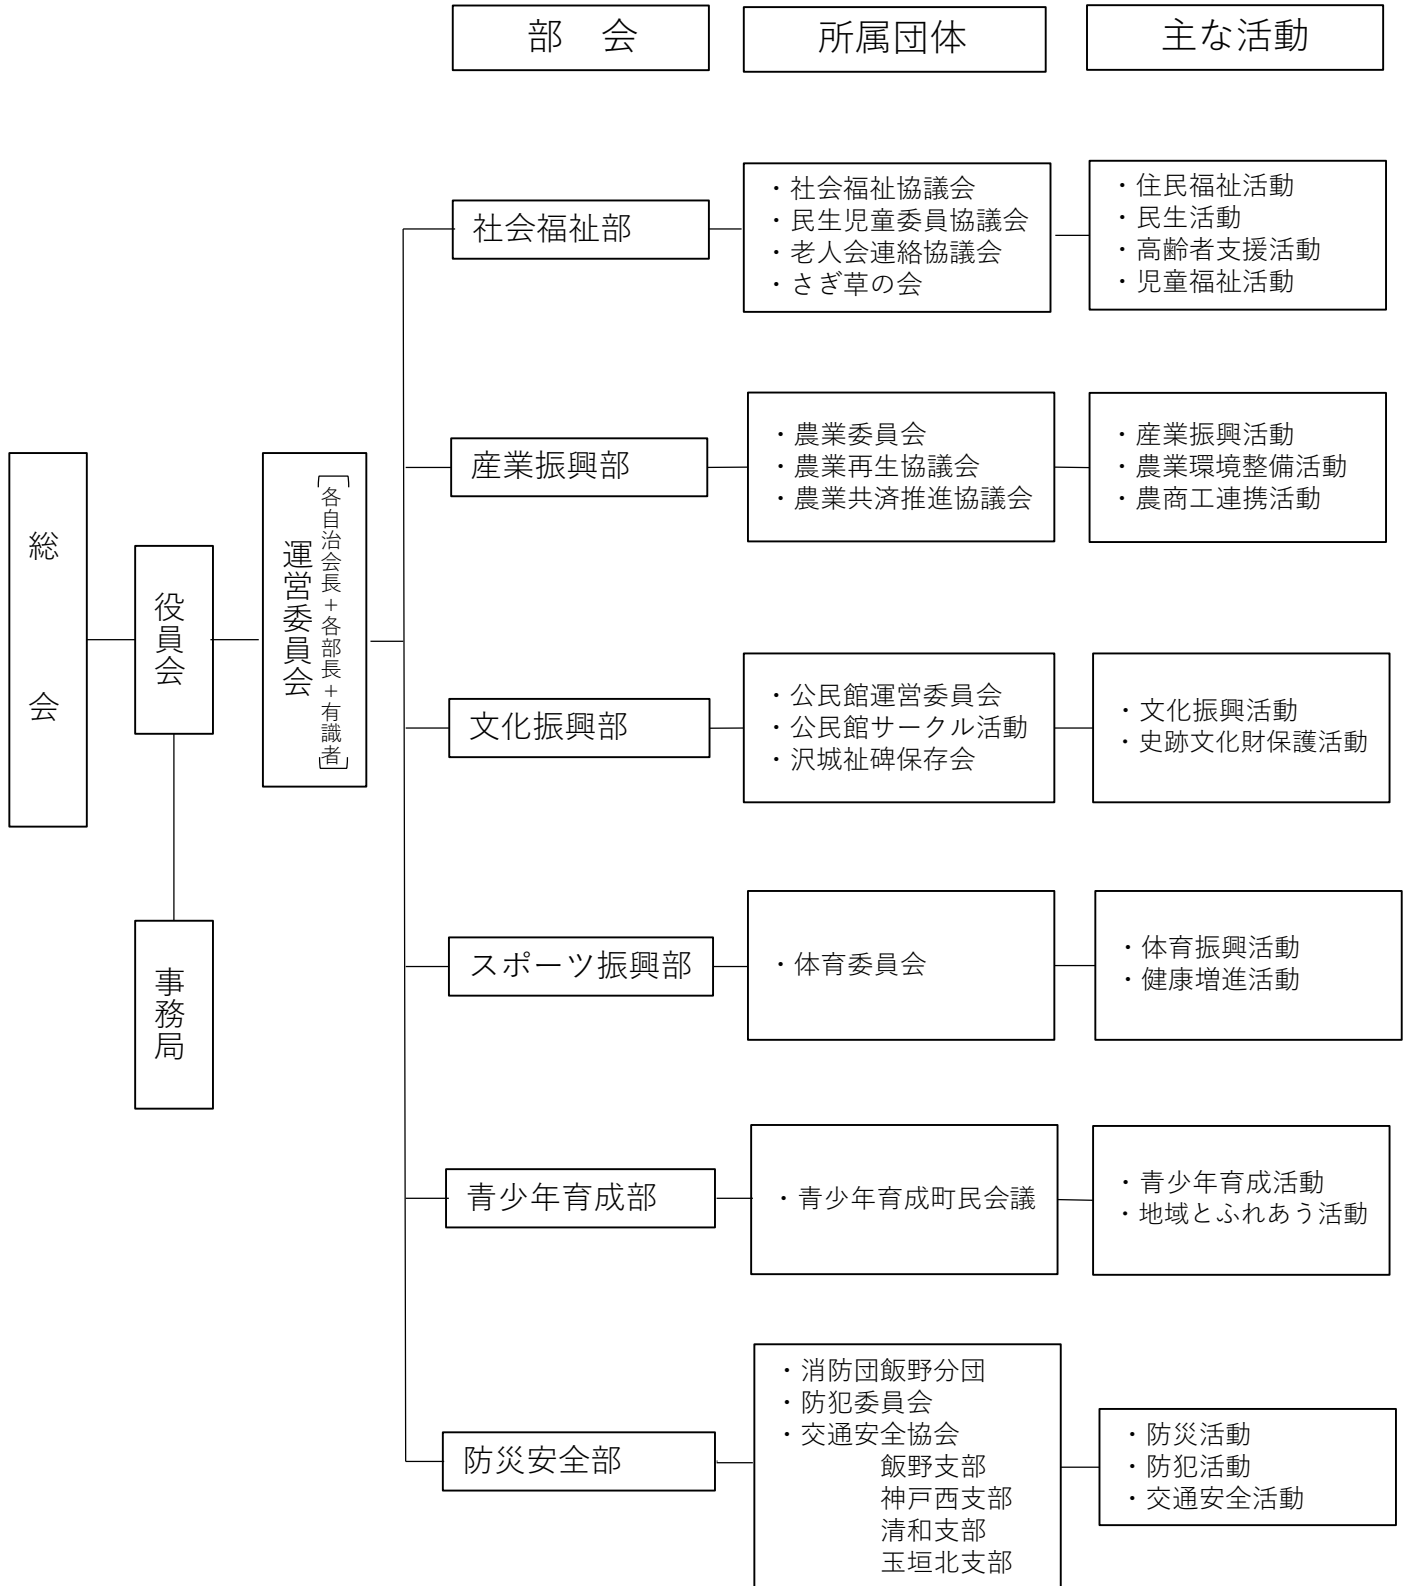 部　会
所属団体
主な活動
総　会
役員会
事務局
運営委員会
［各自治会長＋各部長＋有識者］
社会福祉部
・社会福祉協議会
・民生児童委員協議会
・老人会連絡協議会
・さぎ草の会
・住民福祉活動
・民生活動
・高齢者支援活動
・児童福祉活動
産業振興部
・農業委員会
・農業再生協議会
・農業共済推進協議会
・産業振興活動
・農業環境整備活動
・農商工連携活動
文化振興部
・公民館運営委員会
・公民館サークル活動
・沢城祉碑保存会
・文化振興活動
・史跡文化財保護活動
スポーツ振興部
・体育委員会
・体育振興活動
・健康増進活動
青少年育成部
・青少年育成町民会議
・青少年育成活動
・地域とふれあう活動
防災安全部
・消防団飯野分団
・防犯委員会
・交通安全協会
飯野支部
神戸西支部
清和支部
玉垣北支部
・防災活動
・防犯活動
・交通安全活動